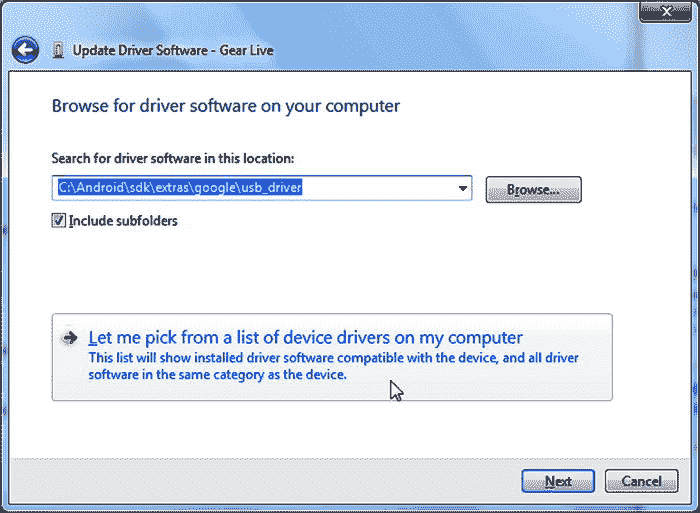 Update Driver Software - Gear Live
Browse for driver software on your computer
Search for driver software in this location:
C:\Android\sdk\extras\google\usb_driver
Browse...
Include subfolders
Let me pick from a list of device drivers on my computer
This list will show installed driver software compatible with the device, and all driver
software in the same category as the device.
Next
Cancel